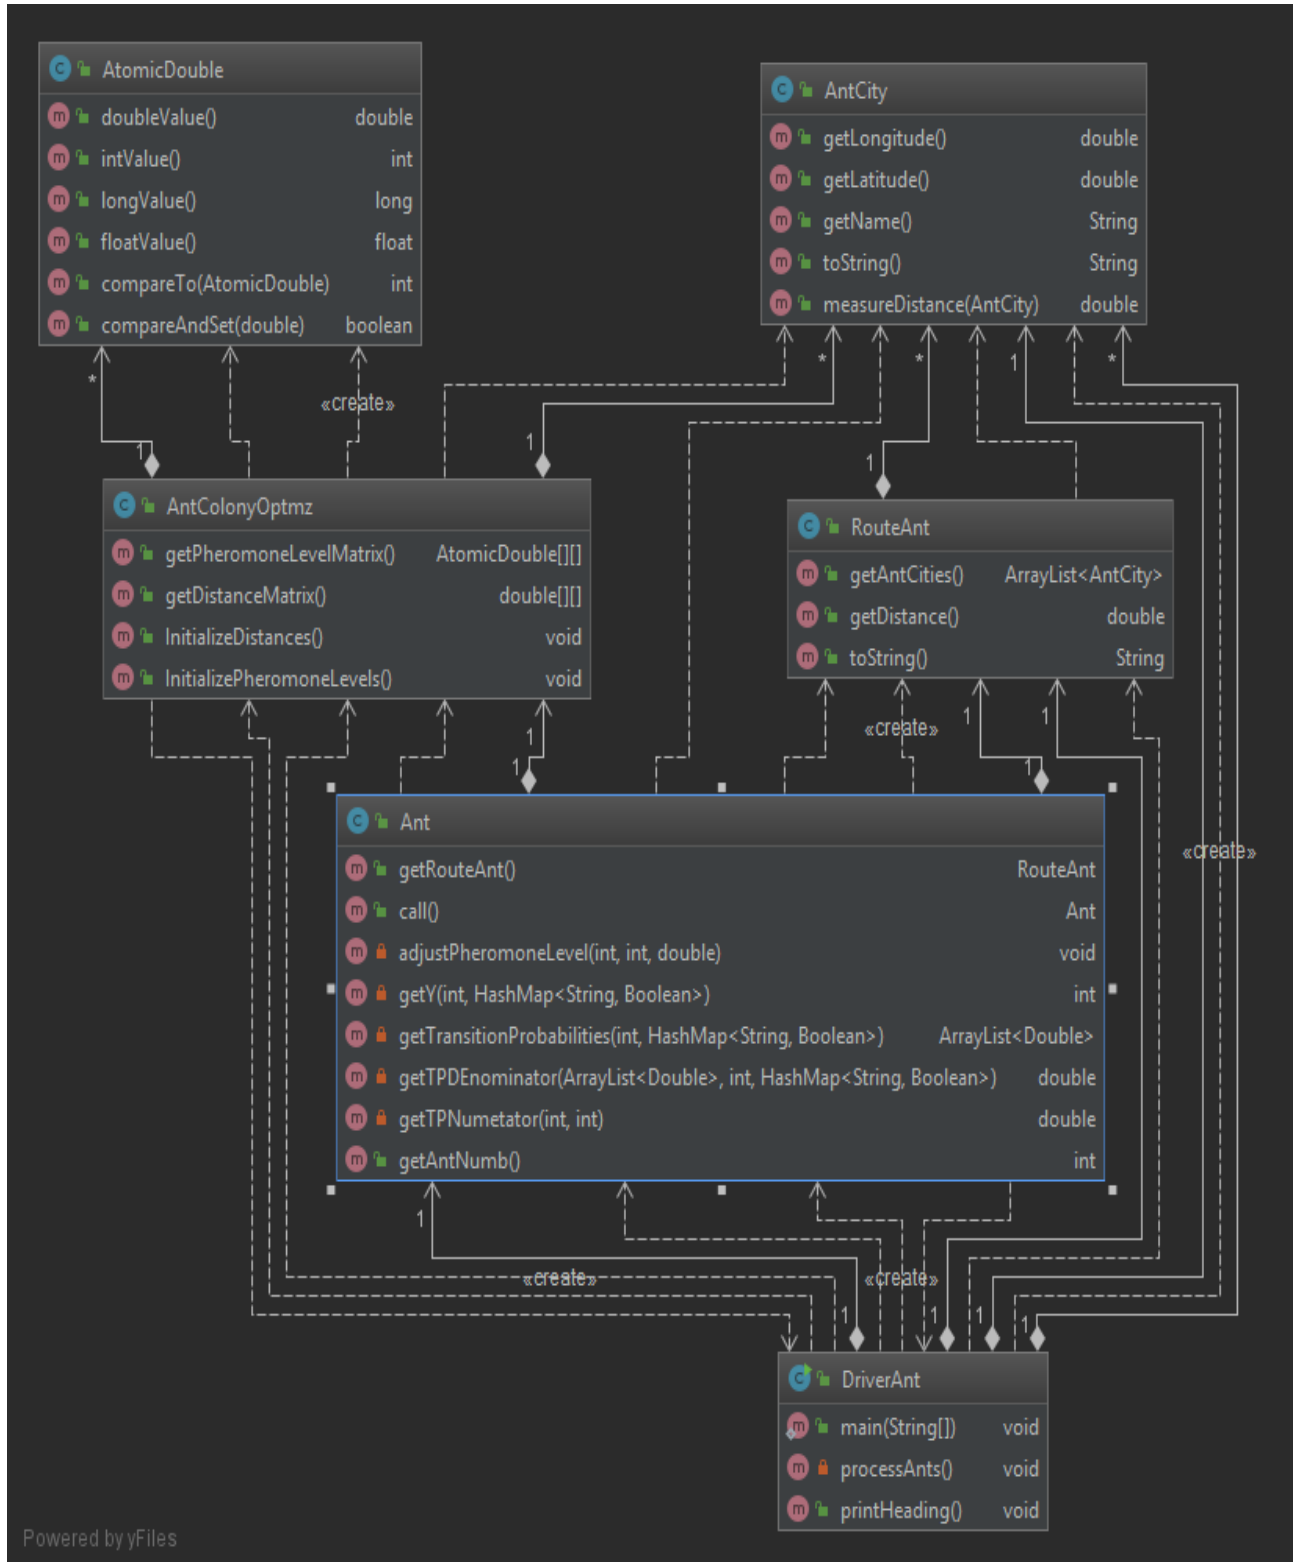 AtomicDouble
doubleValue() double
intValue() int
longValue() long
floatValue() float
compareTo(AtomicDouble) int
compareAndSet(double) boolean
AntCity
getLongitude() double
getLatitude() double
getName() String
toString() String
measureDistance(AntCity) double
*
«create»
1
*
1
*
1
1
*
AntColonyOptmz
getPheromoneLevelMatrix() AtomicDouble[][]
getDistanceMatrix() double[][]
InitializeDistances() void
InitializePheromoneLevels() void
RouteAnt
getAntCities() ArrayList<AntCity>
getDistance() double
toString() String
1
1
«create»
1
1
1
«create»
Ant
getRouteAnt() RouteAnt
call() Ant
adjustPheromoneLevel(int, int, double) void
getY(int, HashMap<String, Boolean>) int
getTransitionProbabilities(int, HashMap<String, Boolean>) ArrayList<Double>
getTPDEnominator(ArrayList<Double>, int, HashMap<String, Boolean>) double
getTPNumetator(int, int) double
getAntNumb() int
1
«create»
«create»
1
1
1
1
DriverAnt
main(String[]) void
processAnts() void
printHeading() void
Powered by yFiles